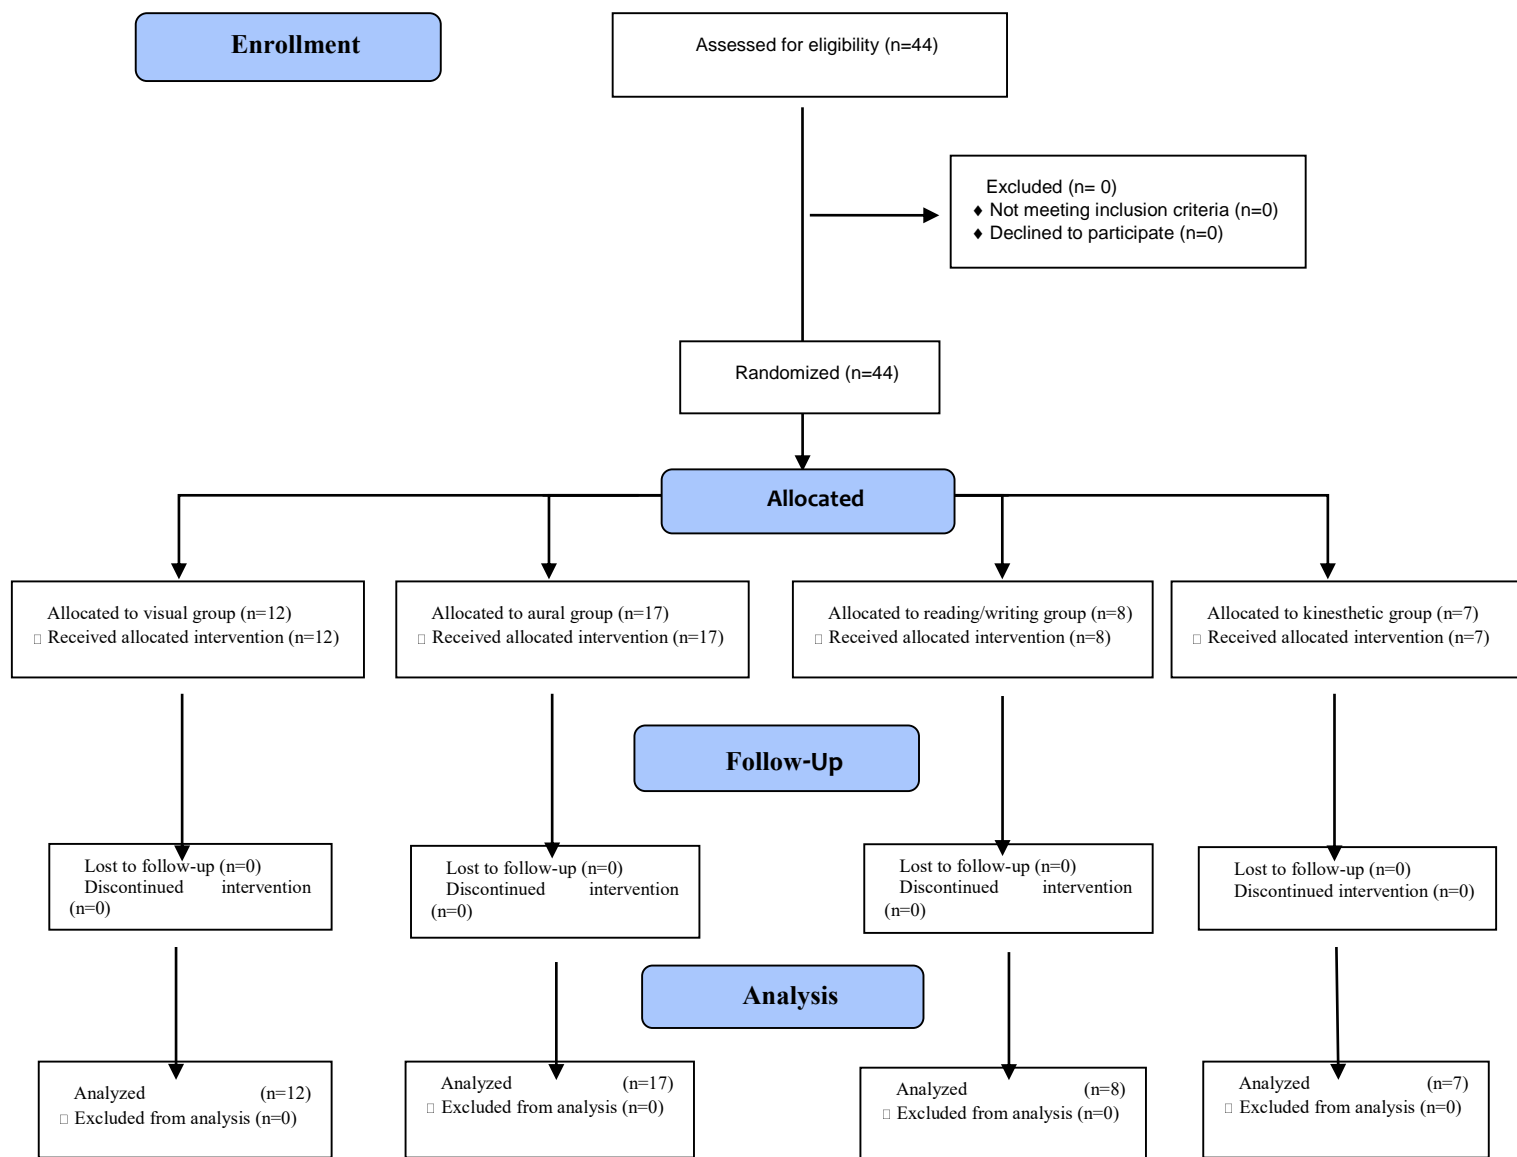 Enrollment
Assessed for eligibility (n=44)
Excluded (n= 0)
♦ Not meeting inclusion criteria (n=0)
♦ Declined to participate (n=0)
Randomized (n=44)
Allocated
Allocated to visual group (n=12)
□ Received allocated intervention (n=12)
Allocated to aural group (n=17)
□ Received allocated intervention (n=17)
Allocated to reading/writing group (n=8)
□ Received allocated intervention (n=8)
Allocated to kinesthetic group (n=7)
□ Received allocated intervention (n=7)
Follow-Up
Lost to follow-up (n=0)
Discontinued intervention
(n=0)
Lost to follow-up (n=0)
Discontinued intervention
(n=0)
Lost to follow-up (n=0)
Discontinued intervention
(n=0)
Lost to follow-up (n=0)
Discontinued intervention (n=0)
Analysis
Analyzed (n=12)
□ Excluded from analysis (n=0)
Analyzed (n=17)
□ Excluded from analysis (n=0)
Analyzed (n=8)
□ Excluded from analysis (n=0)
Analyzed (n=7)
□ Excluded from analysis (n=0)